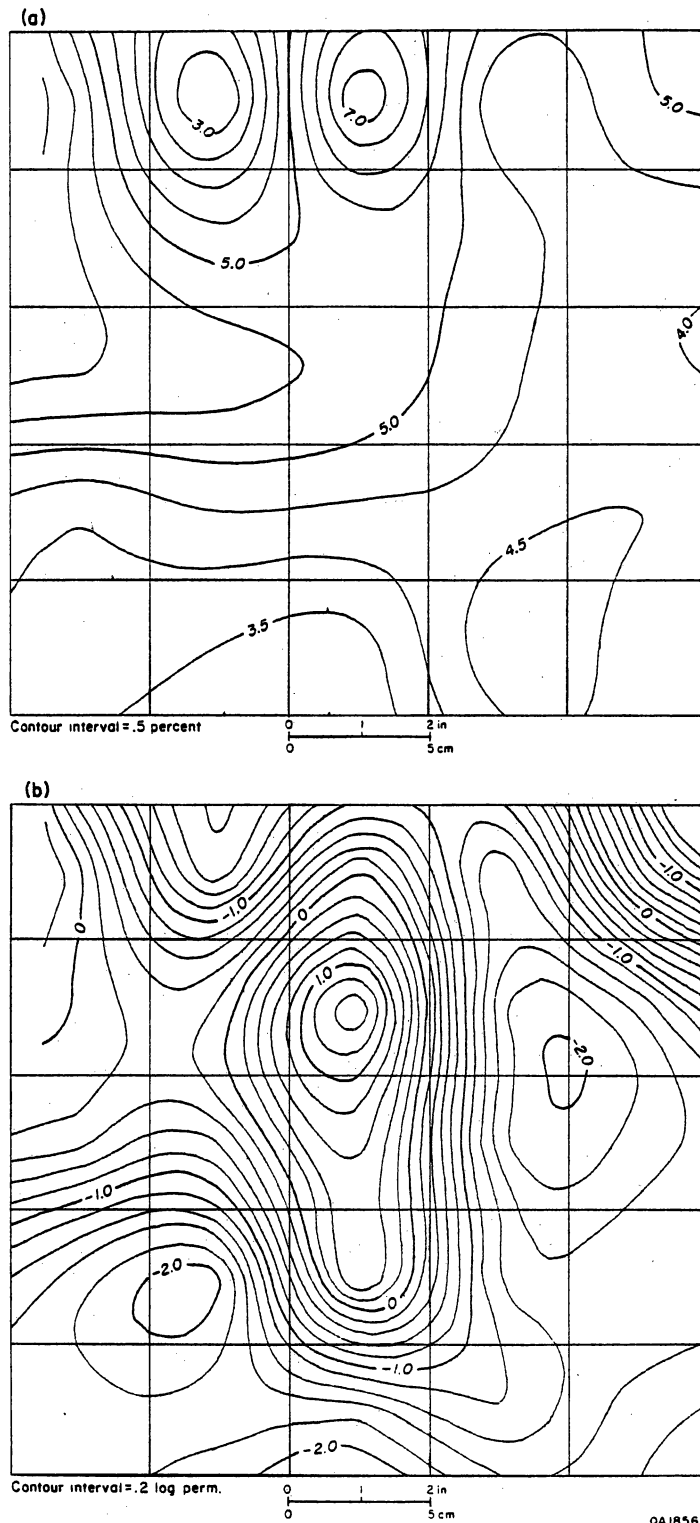 (a)
3.0
7.0
5.0
5.0
4.0
5.0
4.5
3.5
Contour interval = .5 percent
0 1 2 in
0 5 cm
(b)
-1.0
-1.0
0
0
0
-1.0
1.0
-2.0
-1.0
-2.0
0
-1.0
-2.0
Contour interval = .2 log perm.
0 1 2 in
0 5 cm
QA1856